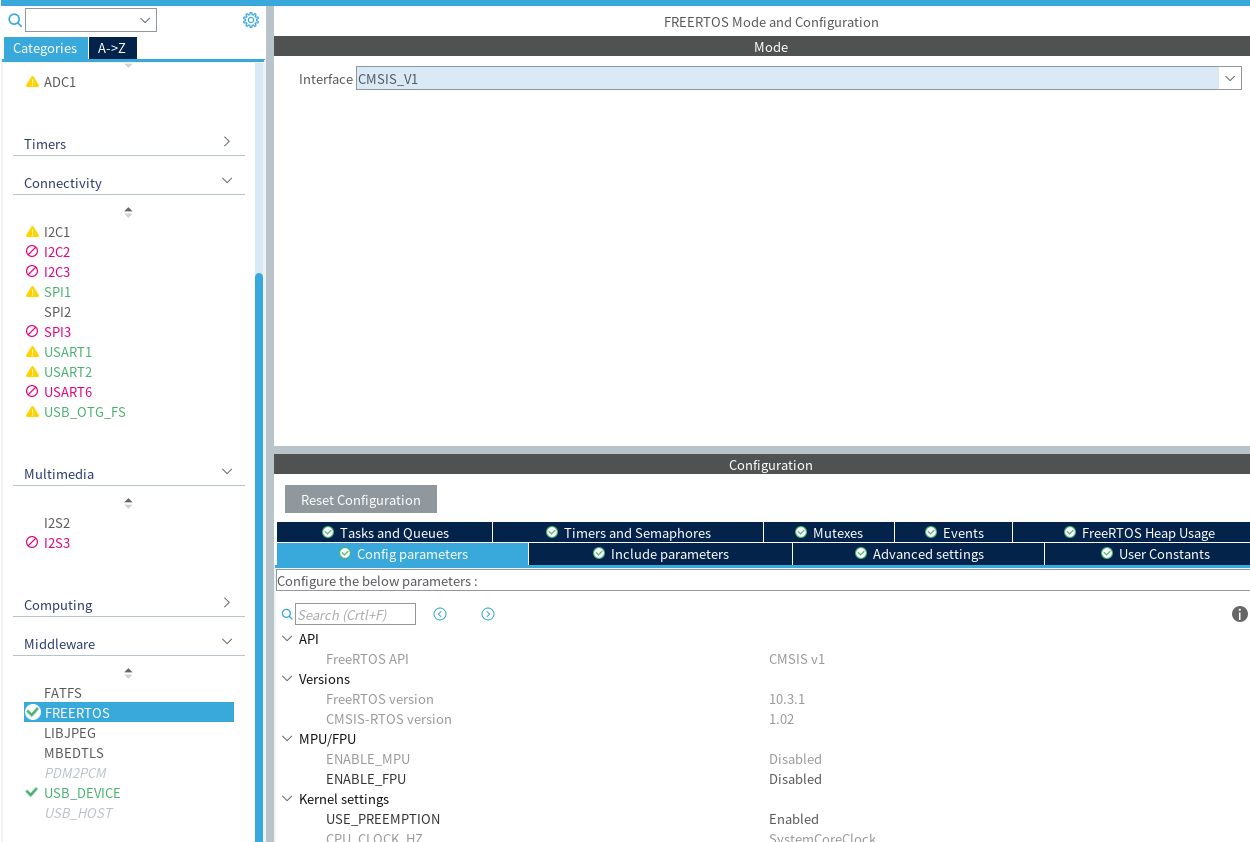 Categories
A->Z
ADC1
Timers
Connectivity
I2C1
I2C2
I2C3
SPI1
SPI2
SPI3
USART1
USART2
USART6
USB_OTG_FS
Multimedia
I2S2
I2S3
Computing
Middleware
FATFS
FREERTOS
LIBJPEG
MBEDTLS
PDM2PCM
USB_DEVICE
USB_HOST
FREERTOS Mode and Configuration
Mode
Interface CMSIS_V1
Configuration
Reset Configuration
Tasks and Queues Timers and Semaphores Mutexes Events FreeRTOS Heap Usage
Config parameters Include parameters Advanced settings User Constants
Configure the below parameters :
Search (Crtl+F)
API
FreeRTOS API CMSIS v1
Versions
FreeRTOS version 10.3.1
CMSIS-RTOS version 1.02
MPU/FPU
ENABLE_MPU Disabled
ENABLE_FPU Disabled
Kernel settings
USE_PREEMPTION Enabled
CPU_CLOCK_HZ SystemCoreClock